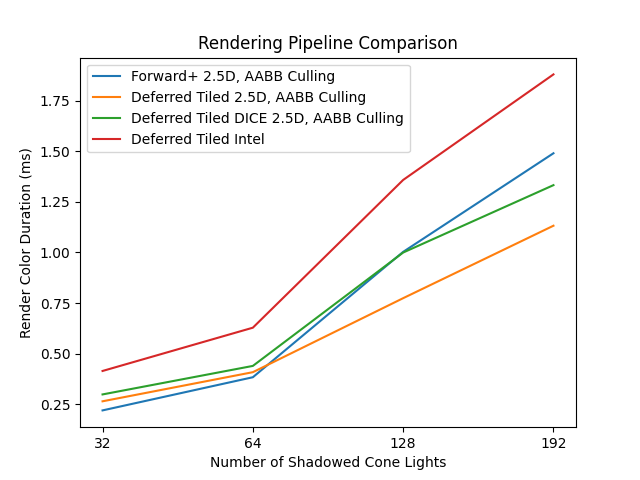 Rendering Pipeline Comparison
Forward+ 2.5D, AABB Culling
Deferred Tiled 2.5D, AABB Culling
Deferred Tiled DICE 2.5D, AABB Culling
Deferred Tiled Intel
Render Color Duration (ms)
1.75
1.50
1.25
1.00
0.75
0.50
0.25
32
64
128
192
Number of Shadowed Cone Lights